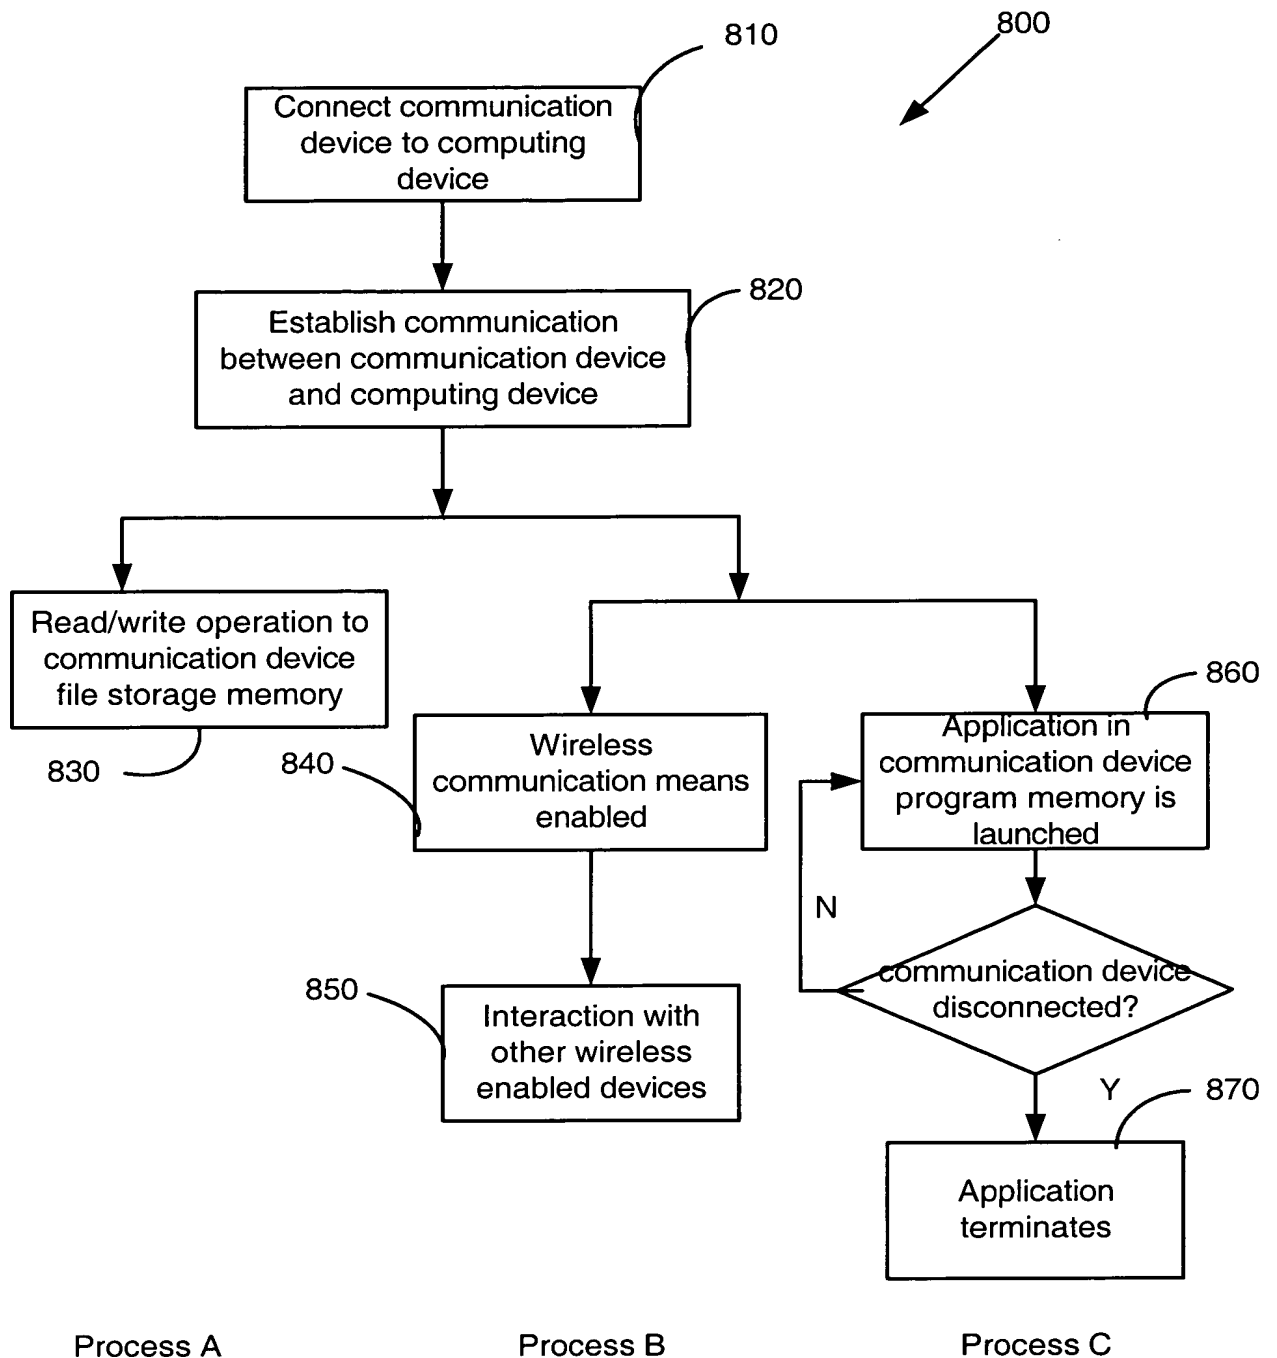 800
810
Connect communication
device to computing
device
820
Establish communication
between communication device
and computing device
Read/write operation to
communication device
file storage memory
830
840
Wireless
communication means
enabled
850
Interaction with
other wireless
enabled devices
860
Application in
communication device
program memory is
launched
N
communication device
disconnected?
Y
870
Application
terminates
Process A
Process B
Process C